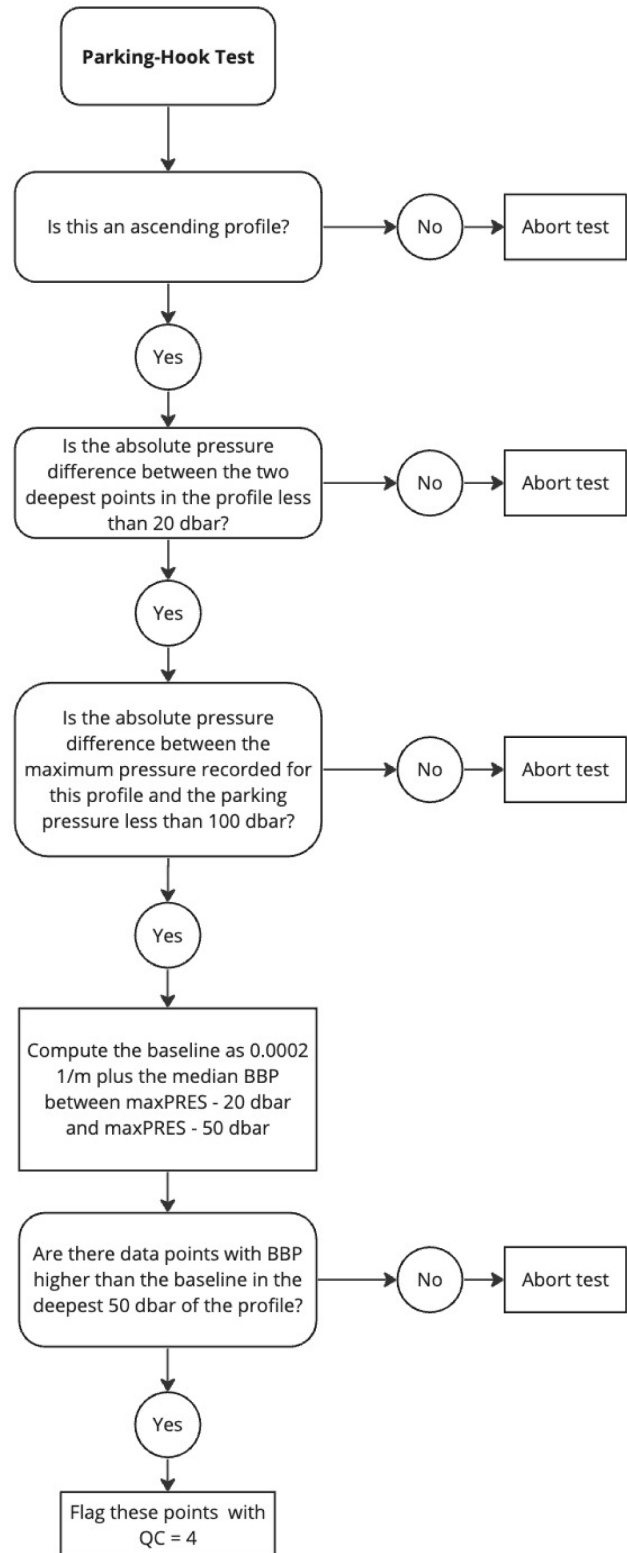 Parking-Hook Test
Is this an ascending profile?
No
Abort test
Yes
Is the absolute pressure
difference between the two
deepest points in the profile less
than 20 dbar?
No
Abort test
Yes
Is the absolute pressure
difference between the
maximum pressure recorded for
this profile and the parking
pressure less than 100 dbar?
No
Abort test
Yes
Compute the baseline as 0.0002
1/m plus the median BBP
between maxPRES - 20 dbar
and maxPRES - 50 dbar
Are there data points with BBP
higher than the baseline in the
deepest 50 dbar of the profile?
No
Abort test
Yes
Flag these points with
QC = 4